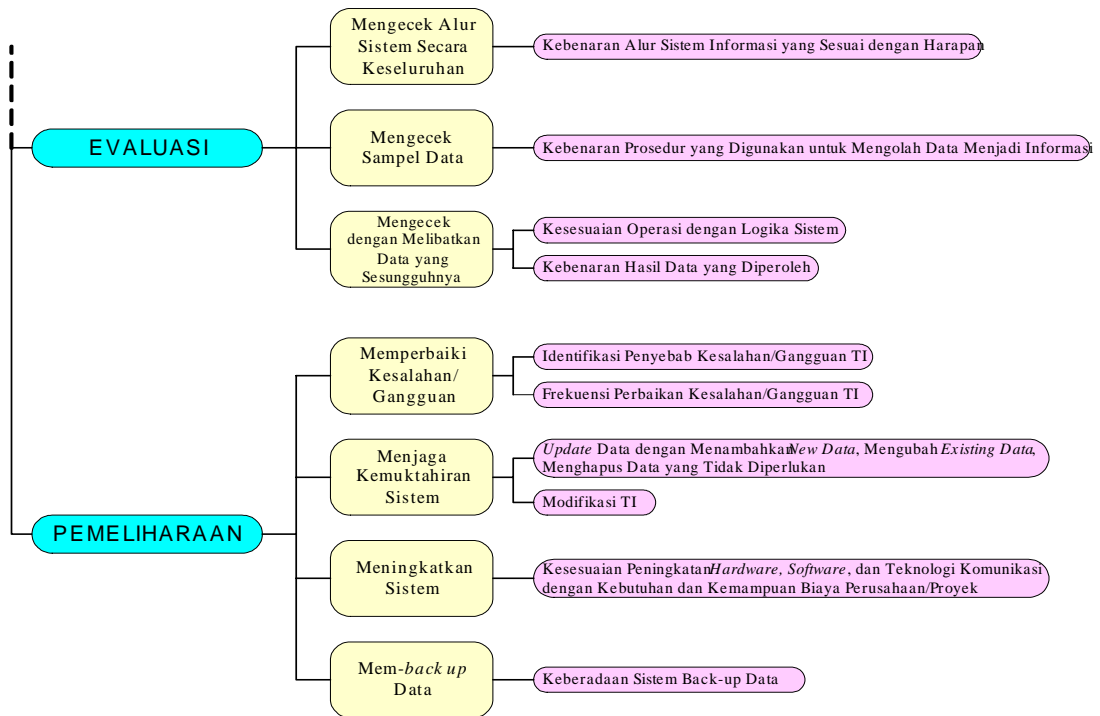 EVALUASI
Mengecek Alur
Sistem Secara
Keseluruhan
Kebenaran Alur Sistem Informasi yang Sesuai dengan Harapan
Mengecek
Sampel Data
Kebenaran Prosedur yang Digunakan untuk Mengolah Data Menjadi Informasi
Mengecek
dengan Melibatkan
Data yang
Sesungguhnya
Kesesuaian Operasi dengan Logika Sistem
Kebenaran Hasil Data yang Diperoleh
PEMELIHARAAN
Memperbaiki
Kesalahan/
Gangguan
Identifikasi Penyebab Kesalahan/Gangguan TI
Frekuensi Perbaikan Kesalahan/Gangguan TI
Menjaga
Kemuktahiran
Sistem
Update Data dengan Menambahkan New Data, Mengubah Existing Data,
Menghapus Data yang Tidak Diperlukan
Modifikasi TI
Meningkatkan
Sistem
Kesesuaian Peningkatan Hardware, Software, dan Teknologi Komunikasi
dengan Kebutuhan dan Kemampuan Biaya Perusahaan/Proyek
Mem-back up
Data
Keberadaan Sistem Back-up Data